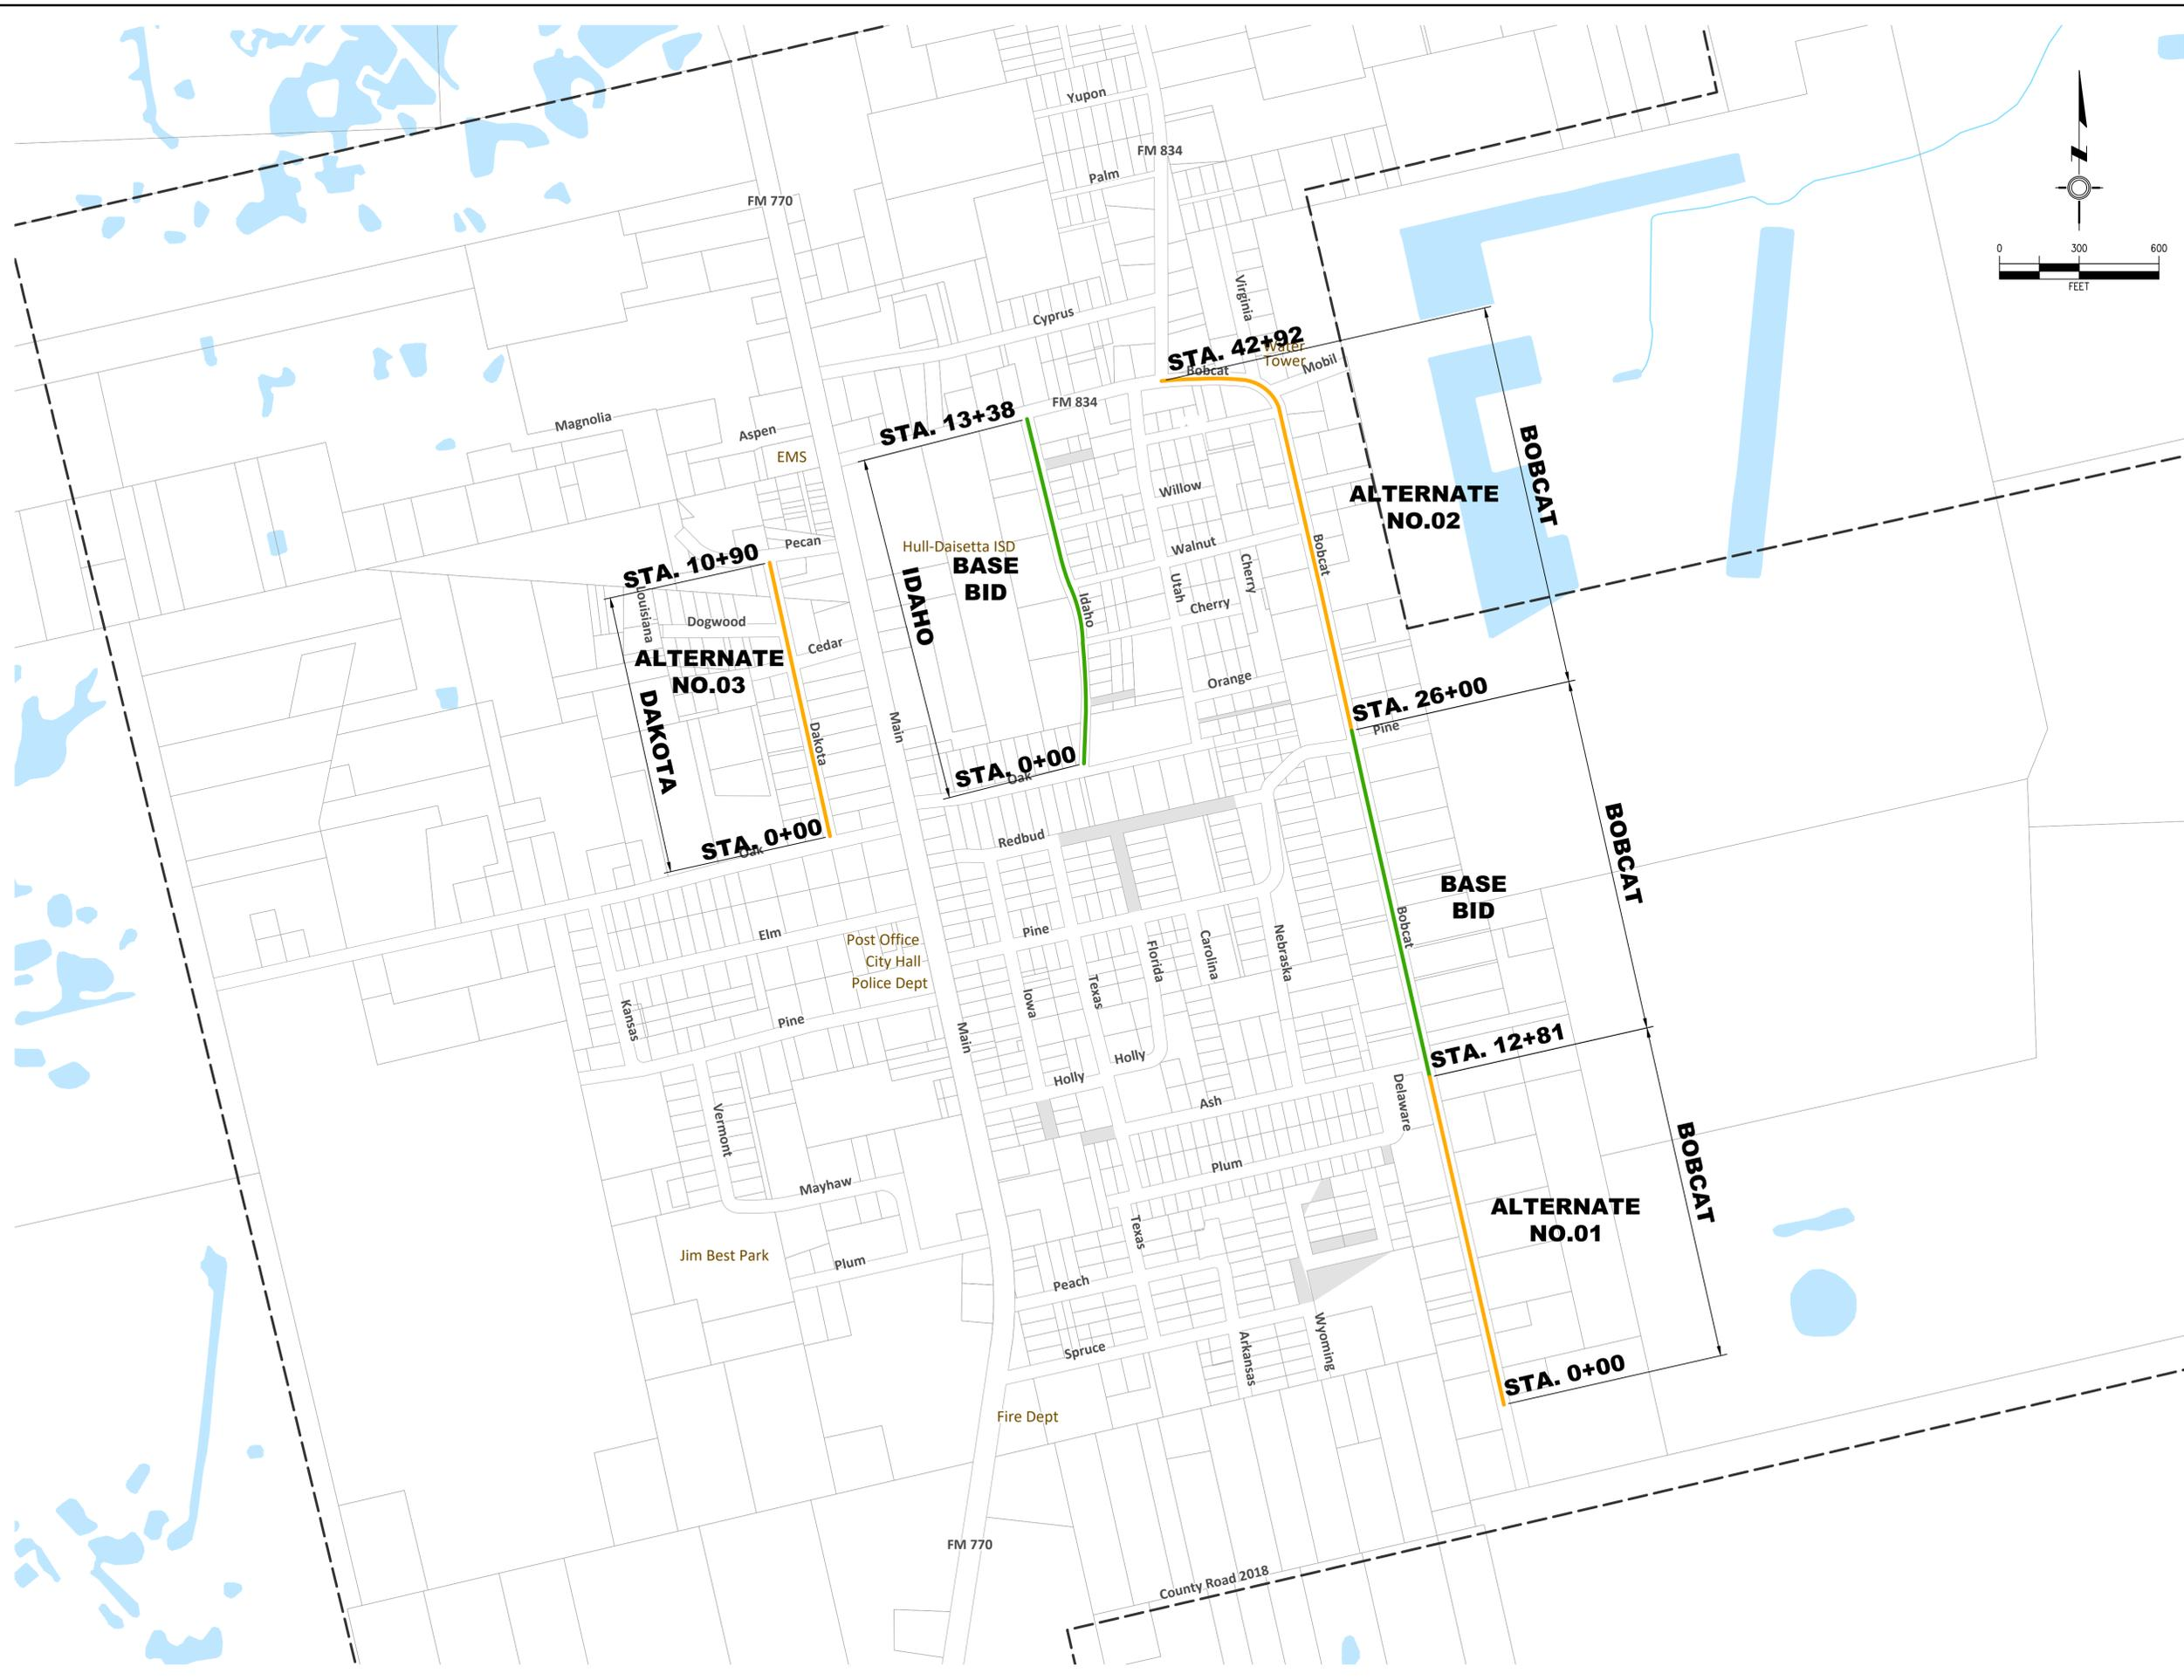 Yupon
FM 834
Palm
FM 770
0 300 600
FEET
Virginia
Cyprus
STA. 42+92
Water
Tower
Bobcat
Mobil
FM 834
STA. 13+38
Magnolia
Aspen
EMS
BOBCAT
ALTERNATE
NO.02
Willow
Pecan
Hull-Daisetta ISD
BASE
BID
Walnut
Bobcat
STA. 10+90
IDAHO
Utah
Cherry
Cherry
Idaho
Louisiana
Dogwood
Cedar
ALTERNATE
NO.03
Orange
STA. 26+00
Pine
DAKOTA
Dakota
Main
STA. 0+00
Oak
STA. 0+00
Oak
Redbud
BOBCAT
BASE
BID
Bobcat
Elm
Post Office
City Hall
Police Dept
Pine
Florida
Carolina
Nebraska
Kansas
Pine
Main
Iowa
Texas
STA. 12+81
Holly
Holly
Ash
Delaware
Vermont
Plum
BOBCAT
Mayhaw
ALTERNATE
NO.01
Texas
Jim Best Park
Plum
Peach
Spruce
Arkansas
Wyoming
STA. 0+00
Fire Dept
FM 770
County Road 2018